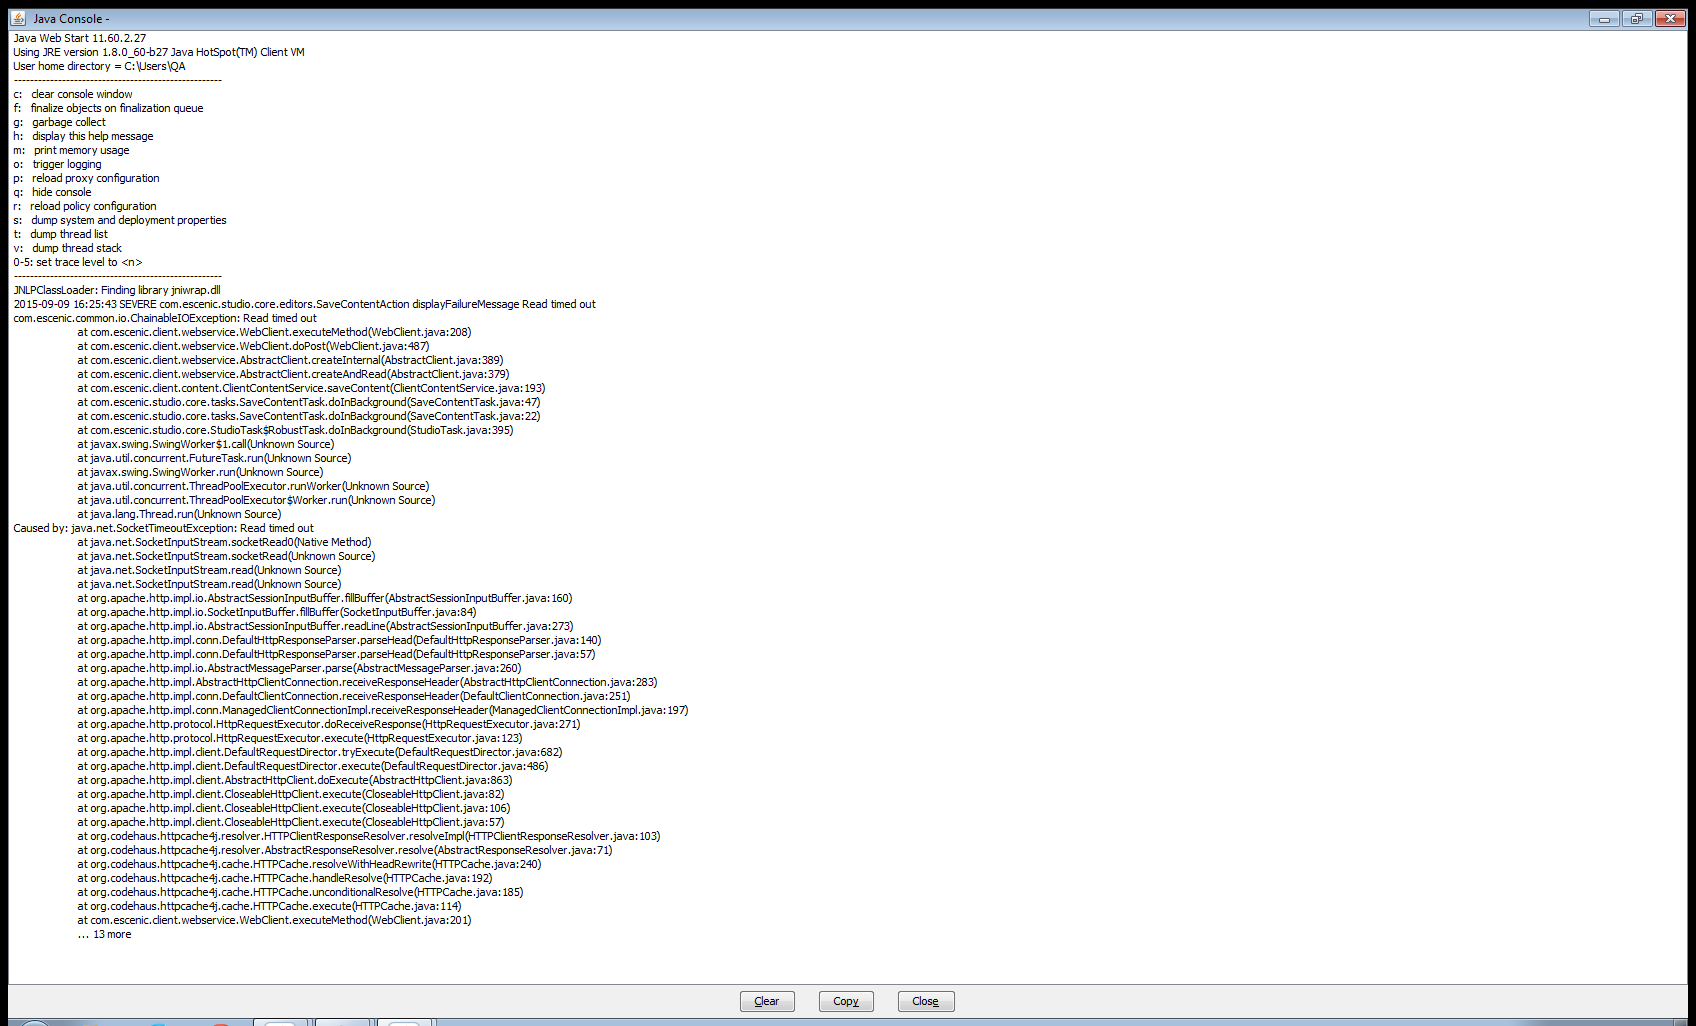 Java Console -
Java Web Start 11.60.2.27
Using JRE version 1.8.0_60-b27 Java HotSpot(TM) Client VM
User home directory = C:\Users\QA
----------------------------------------------------
c:   clear console window
f:   finalize objects on finalization queue
g:   garbage collect
h:   display this help message
m:   print memory usage
o:   trigger logging
p:   reload proxy configuration
q:   hide console
r:   reload policy configuration
s:   dump system and deployment properties
t:   dump thread list
v:   dump thread stack
0-5: set trace level to <n>
----------------------------------------------------
JNLPClassLoader: Finding library jniwrap.dll
2015-09-09 16:25:43 SEVERE com.escenic.studio.core.editors.SaveContentAction displayFailureMessage Read timed out
com.escenic.common.io.ChainableIOException: Read timed out
at com.escenic.client.webservice.WebClient.executeMethod(WebClient.java:208)
at com.escenic.client.webservice.WebClient.doPost(WebClient.java:487)
at com.escenic.client.webservice.AbstractClient.createInternal(AbstractClient.java:389)
at com.escenic.client.webservice.AbstractClient.createAndRead(AbstractClient.java:379)
at com.escenic.client.content.ClientContentService.saveContent(ClientContentService.java:193)
at com.escenic.studio.core.tasks.SaveContentTask.doInBackground(SaveContentTask.java:47)
at com.escenic.studio.core.tasks.SaveContentTask.doInBackground(SaveContentTask.java:22)
at com.escenic.studio.core.StudioTask$RobustTask.doInBackground(StudioTask.java:395)
at javax.swing.SwingWorker$1.call(Unknown Source)
at java.util.concurrent.FutureTask.run(Unknown Source)
at javax.swing.SwingWorker.run(Unknown Source)
at java.util.concurrent.ThreadPoolExecutor.runWorker(Unknown Source)
at java.util.concurrent.ThreadPoolExecutor$Worker.run(Unknown Source)
at java.lang.Thread.run(Unknown Source)
Caused by: java.net.SocketTimeoutException: Read timed out
at java.net.SocketInputStream.socketRead0(Native Method)
at java.net.SocketInputStream.socketRead(Unknown Source)
at java.net.SocketInputStream.read(Unknown Source)
at java.net.SocketInputStream.read(Unknown Source)
at org.apache.http.impl.io.AbstractSessionInputBuffer.fillBuffer(AbstractSessionInputBuffer.java:160)
at org.apache.http.impl.io.SocketInputBuffer.fillBuffer(SocketInputBuffer.java:84)
at org.apache.http.impl.io.AbstractSessionInputBuffer.readLine(AbstractSessionInputBuffer.java:273)
at org.apache.http.impl.conn.DefaultHttpResponseParser.parseHead(DefaultHttpResponseParser.java:140)
at org.apache.http.impl.conn.DefaultHttpResponseParser.parseHead(DefaultHttpResponseParser.java:57)
at org.apache.http.impl.io.AbstractMessageParser.parse(AbstractMessageParser.java:260)
at org.apache.http.impl.AbstractHttpClientConnection.receiveResponseHeader(AbstractHttpClientConnection.java:283)
at org.apache.http.impl.conn.DefaultClientConnection.receiveResponseHeader(DefaultClientConnection.java:251)
at org.apache.http.impl.conn.ManagedClientConnectionImpl.receiveResponseHeader(ManagedClientConnectionImpl.java:197)
at org.apache.http.protocol.HttpRequestExecutor.doReceiveResponse(HttpRequestExecutor.java:271)
at org.apache.http.protocol.HttpRequestExecutor.execute(HttpRequestExecutor.java:123)
at org.apache.http.impl.client.DefaultRequestDirector.tryExecute(DefaultRequestDirector.java:682)
at org.apache.http.impl.client.DefaultRequestDirector.execute(DefaultRequestDirector.java:486)
at org.apache.http.impl.client.AbstractHttpClient.doExecute(AbstractHttpClient.java:863)
at org.apache.http.impl.client.CloseableHttpClient.execute(CloseableHttpClient.java:82)
at org.apache.http.impl.client.CloseableHttpClient.execute(CloseableHttpClient.java:106)
at org.apache.http.impl.client.CloseableHttpClient.execute(CloseableHttpClient.java:57)
at org.codehaus.httpcache4j.resolver.HTTPClientResponseResolver.resolveImpl(HTTPClientResponseResolver.java:103)
at org.codehaus.httpcache4j.resolver.AbstractResponseResolver.resolve(AbstractResponseResolver.java:71)
at org.codehaus.httpcache4j.cache.HTTPCache.resolveWithHeadRewrite(HTTPCache.java:240)
at org.codehaus.httpcache4j.cache.HTTPCache.handleResolve(HTTPCache.java:192)
at org.codehaus.httpcache4j.cache.HTTPCache.unconditionalResolve(HTTPCache.java:185)
at org.codehaus.httpcache4j.cache.HTTPCache.execute(HTTPCache.java:114)
at com.escenic.client.webservice.WebClient.executeMethod(WebClient.java:201)
... 13 more
Clear Copy Close